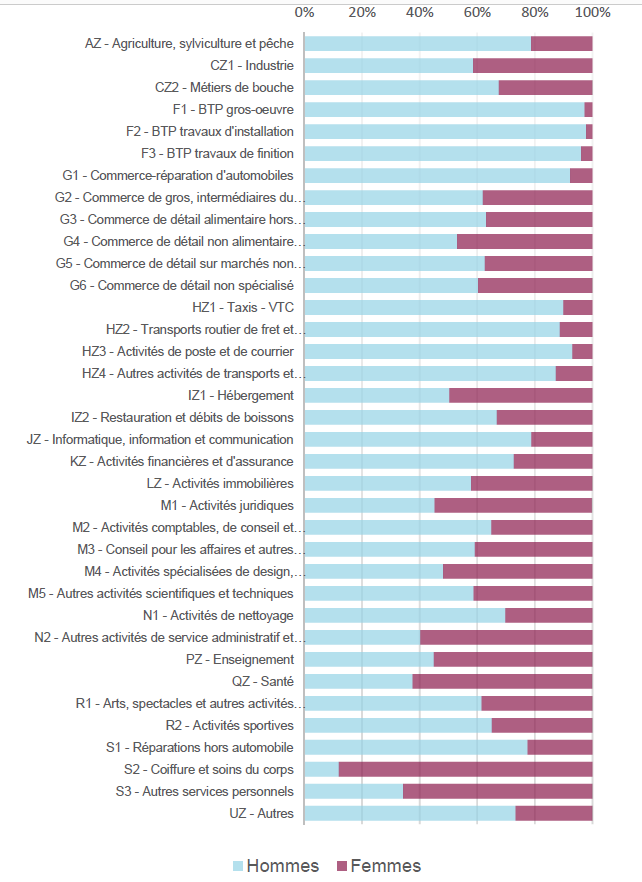 0% 20% 40% 60% 80% 100%
AZ - Agriculture, sylviculture et pêche
CZ1 - Industrie
CZ2 - Métiers de bouche
F1 - BTP gros-oeuvre
F2 - BTP travaux d'installation
F3 - BTP travaux de finition
G1 - Commerce-réparation d'automobiles
G2 - Commerce de gros, intermédiaires du…
G3 - Commerce de détail alimentaire hors…
G4 - Commerce de détail non alimentaire…
G5 - Commerce de détail sur marchés non…
G6 - Commerce de détail non spécialisé
HZ1 - Taxis - VTC
HZ2 - Transports routier de fret et…
HZ3 - Activités de poste et de courrier
HZ4 - Autres activités de transports et…
IZ1 - Hébergement
IZ2 - Restauration et débits de boissons
JZ - Informatique, information et communication
KZ - Activités financières et d'assurance
LZ - Activités immobilières
M1 - Activités juridiques
M2 - Activités comptables, de conseil et…
M3 - Conseil pour les affaires et autres…
M4 - Activités spécialisées de design,…
M5 - Autres activités scientifiques et techniques
N1 - Activités de nettoyage
N2 - Autres activités de service administratif et…
PZ - Enseignement
QZ - Santé
R1 - Arts, spectacles et autres activités…
R2 - Activités sportives
S1 - Réparations hors automobile
S2 - Coiffure et soins du corps
S3 - Autres services personnels
UZ - Autres
Hommes Femmes